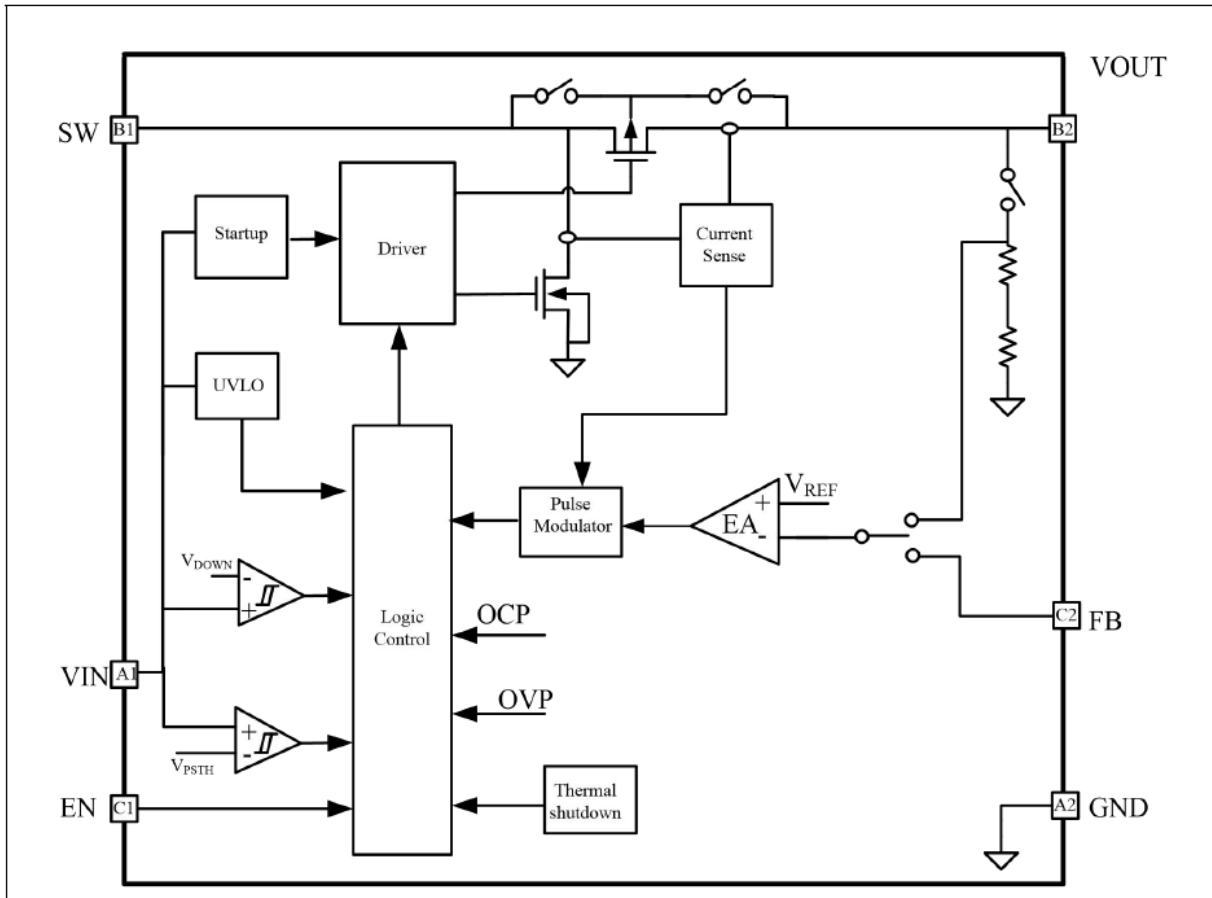 VOUT
SW
B1
B2
Startup
Driver
Current
Sense
UVLO
Pulse
Modulator
EA
+
-
VREF
VDOWN
-
+
Logic
Control
OCP
C2
FB
VIN
A1
OVP
+
-
VPSTH
Thermal
shutdown
EN
C1
A2
GND